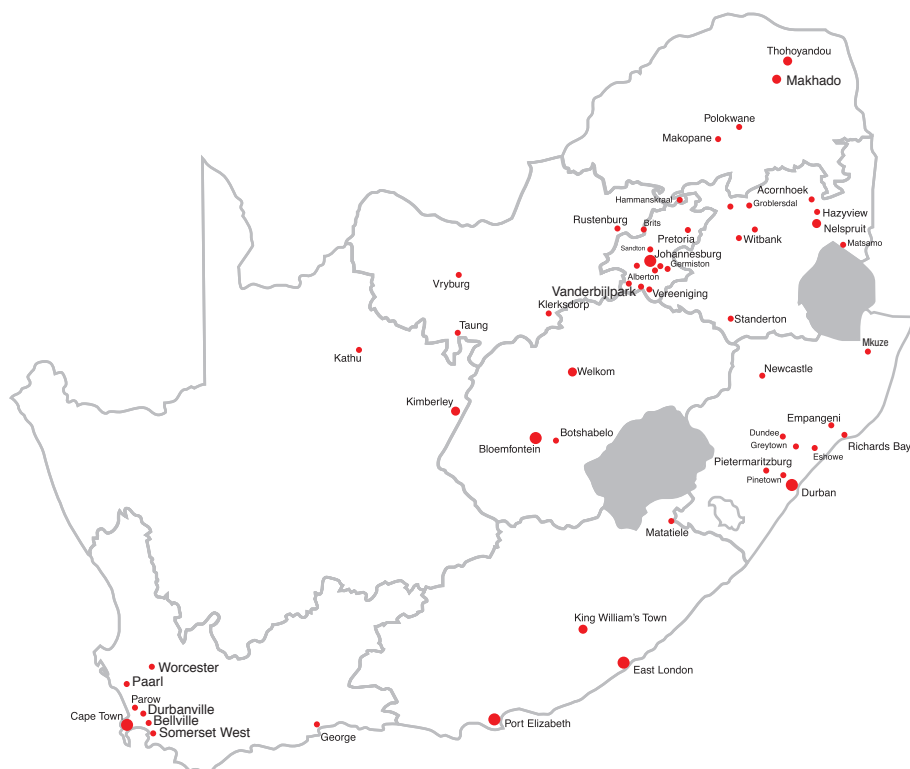 Thohoyandou
Makhado
Polokwane
Makopane
Acornhoek
Hammanskraal
Groblersdal
Hazyview
Rustenburg
Brits
Nelspruit
Pretoria
Witbank
Matsamo
Sandton
Johannesburg
Germiston
Alberton
Vryburg
Vanderbijlpark
Vereeniging
Klerksdorp
Taung
Standerton
Mkuze
Kathu
Newcastle
Welkom
Kimberley
Empangeni
Botshabelo
Dundee
Richards Bay
Greytown
Bloemfontein
Eshowe
Pietermaritzburg
Pinetown
Durban
Matatiele
King William's Town
Worcester
East London
Paarl
Parow
Durbanville
Cape Town
Bellville
Port Elizabeth
Somerset West
George